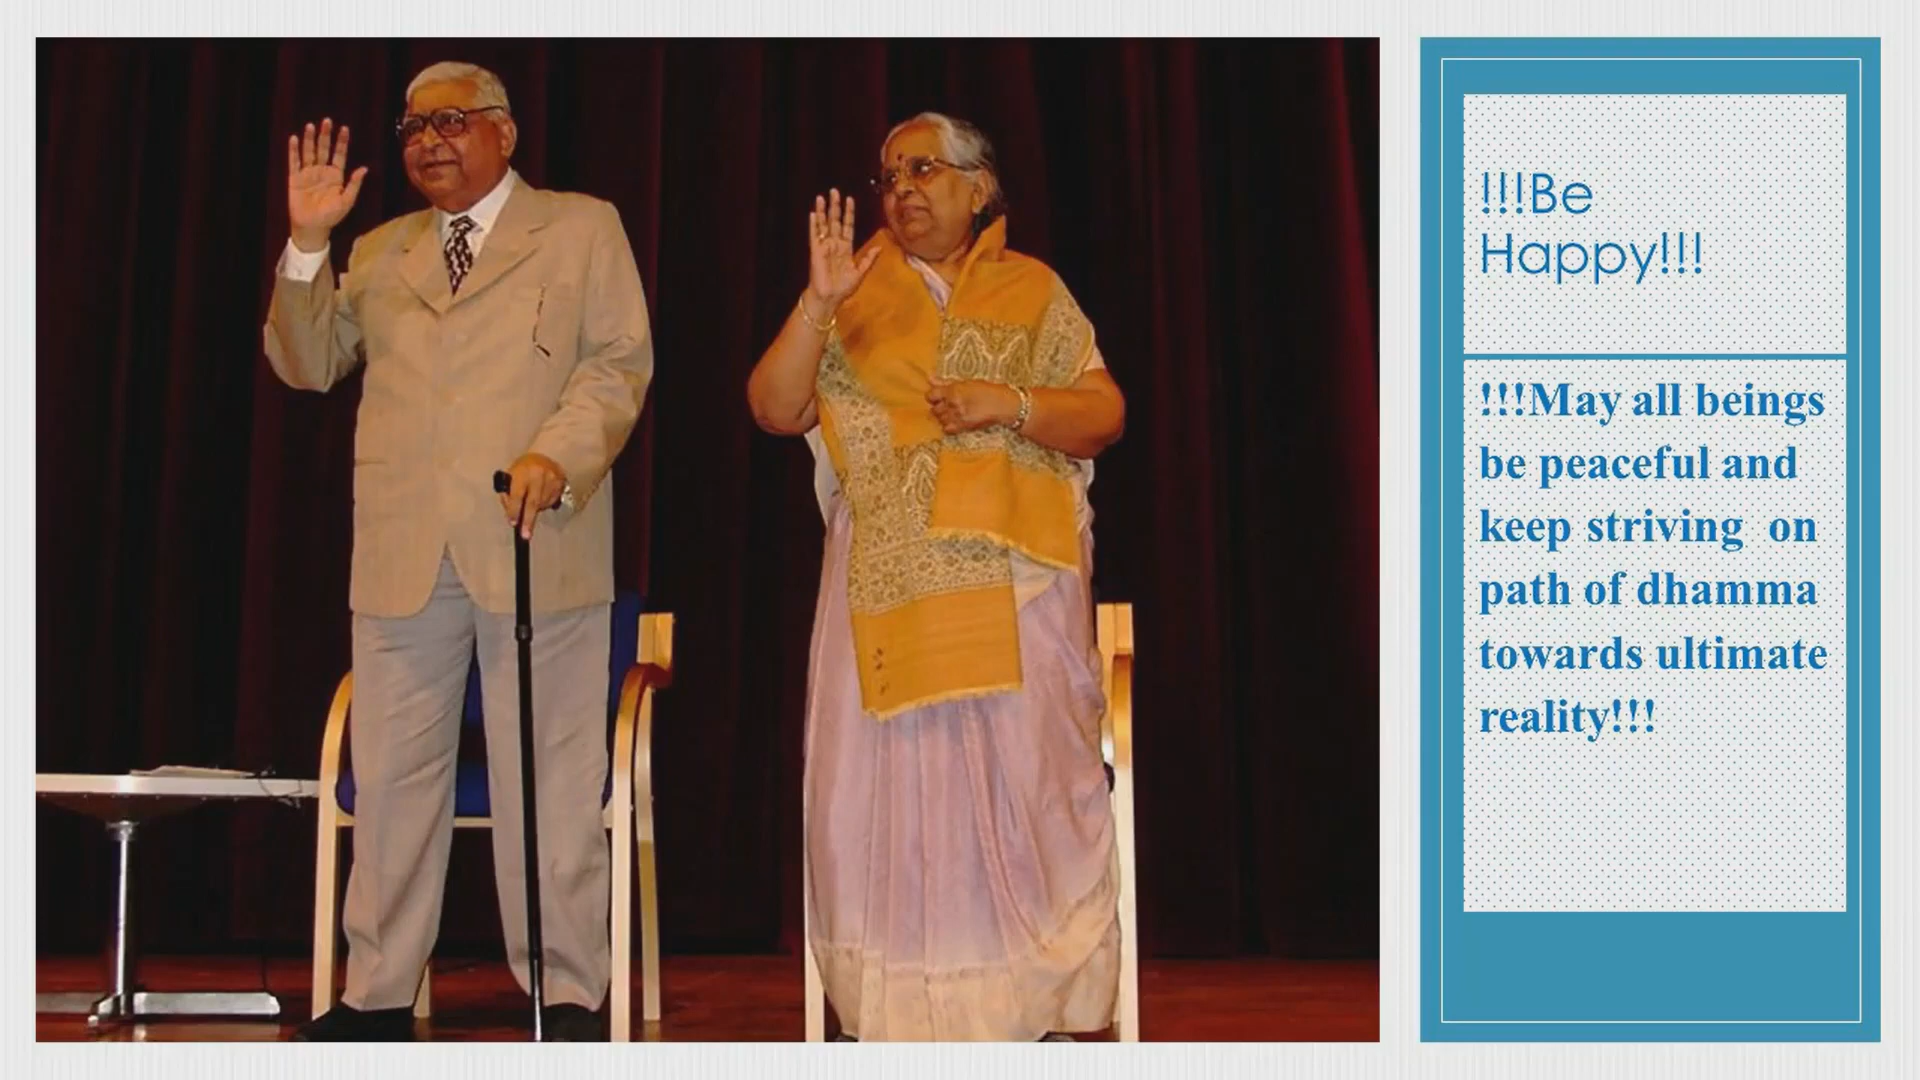 !!!Be
Happy!!!
!!!May all beings
be peaceful and
keep striving  on
path of dhamma
towards ultimate
reality!!!